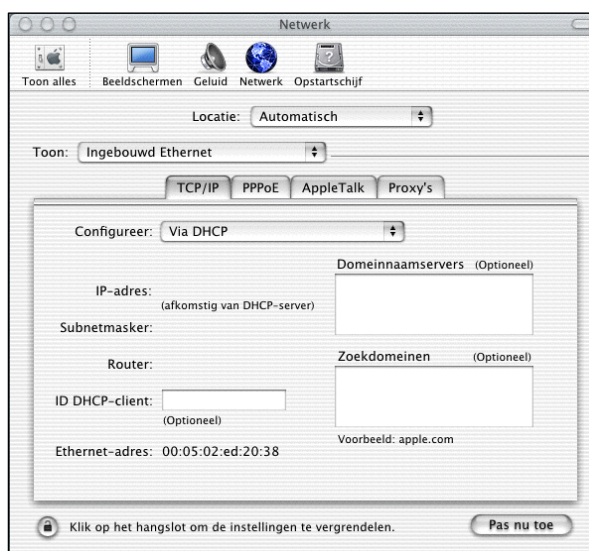 Netwerk
Toon alles Beeldschermen Geluid Netwerk Opstartschijf
Locatie: Automatisch
Toon: Ingebouwd Ethernet
TCP/IP PPPoE AppleTalk Proxy's
Configureer: Via DHCP
Domeinnaamservers (Optioneel)
IP-adres:
(afkomstig van DHCP-server)
Subnetmasker:
Router:
Zoekdomeinen (Optioneel)
ID DHCP-client:
(Optioneel)
Voorbeeld: apple.com
Ethernet-adres: 00:05:02:ed:20:38
Klik op het hangslot om de instellingen te vergrendelen. Pas nu toe